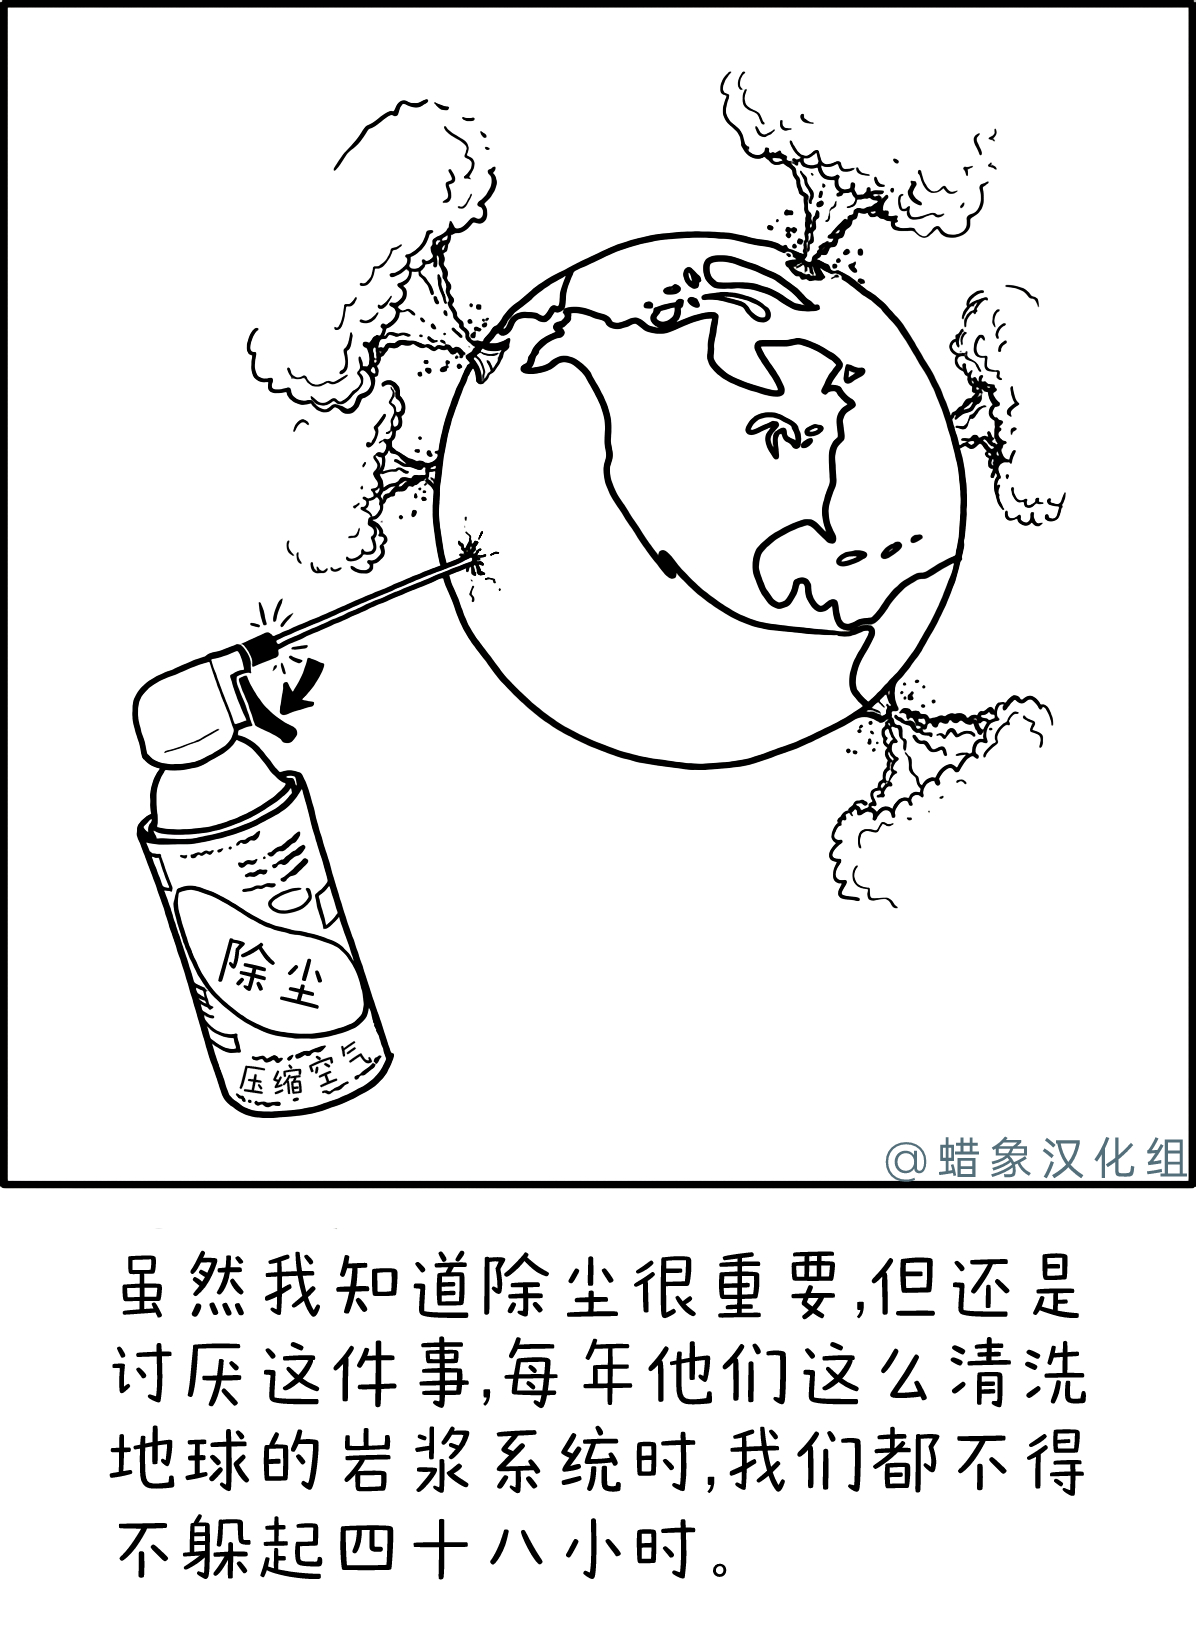 除尘
压缩空气
@蜡象汉化组
虽然我知道除尘很重要,但还是
讨厌这件事,每年他们这么清洗
地球的岩浆系统时,我们都不得
不躲起四十八小时。